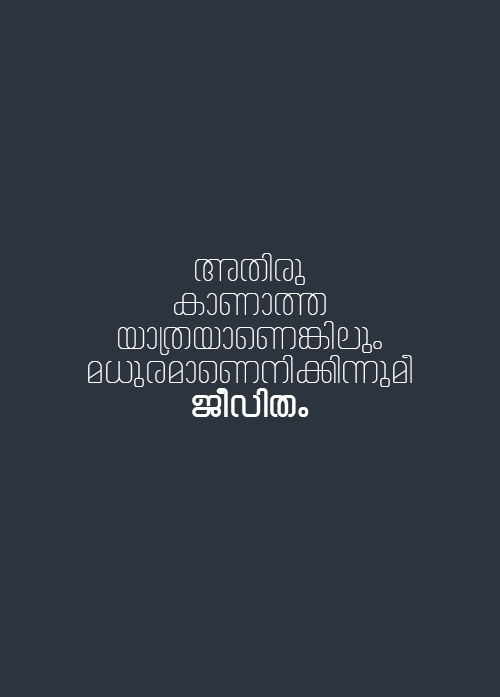 അതിരു
കാണാത്ത
യാത്രയാണെങ്കിലും
മധുരമാണെനിക്കിന്നുമീ
ജീവിതം